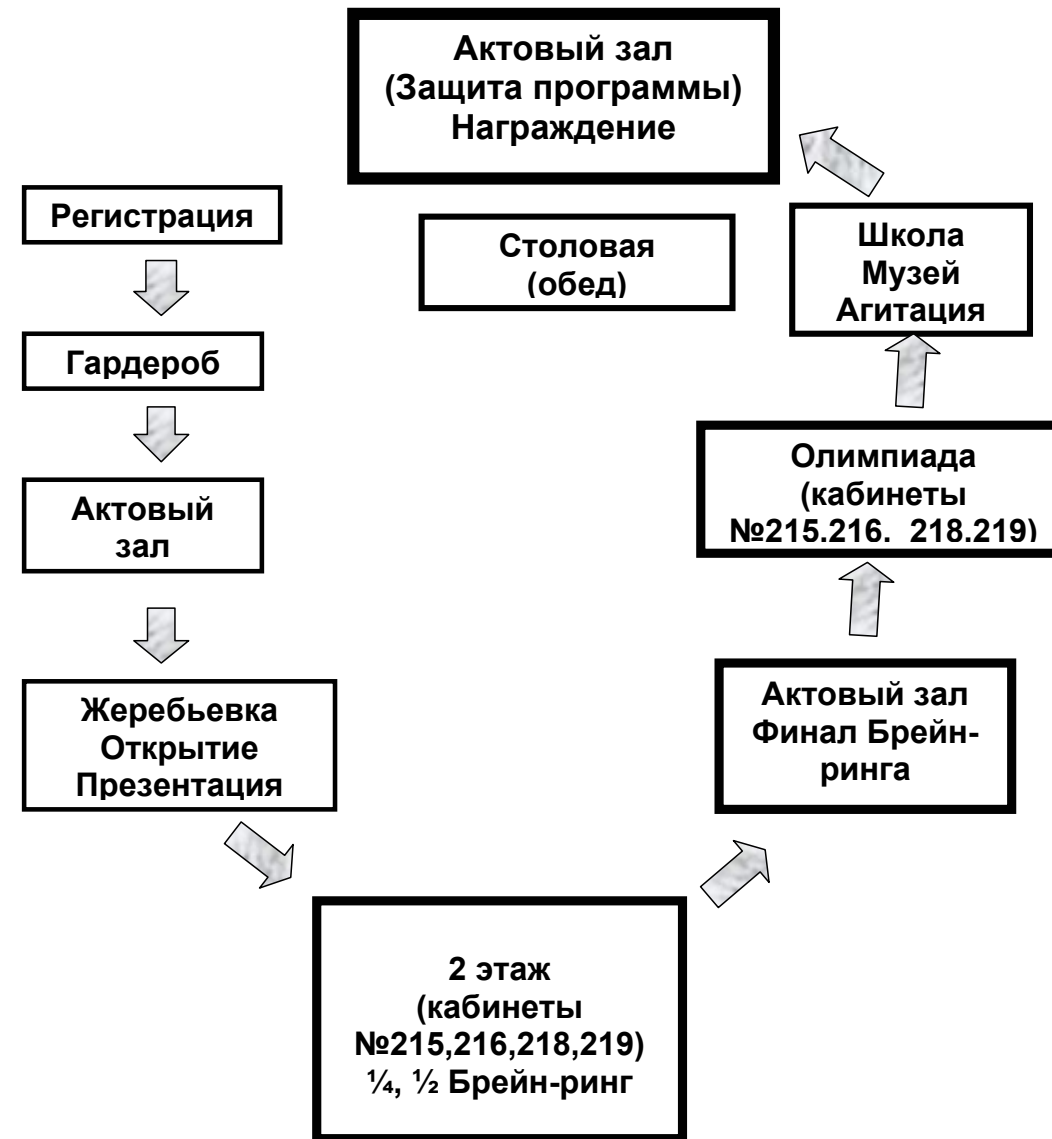 Актовый зал
(Защита программы)
Награждение
Регистрация
Столовая
(обед)
Школа
Музей
Агитация
Гардероб
Олимпиада
(кабинеты
№215.216. 218.219)
Актовый
зал
Жеребьевка
Открытие
Презентация
Актовый зал
Финал Брейн-
ринга
2 этаж
(кабинеты
№215,216,218,219)
¼, ½ Брейн-ринг